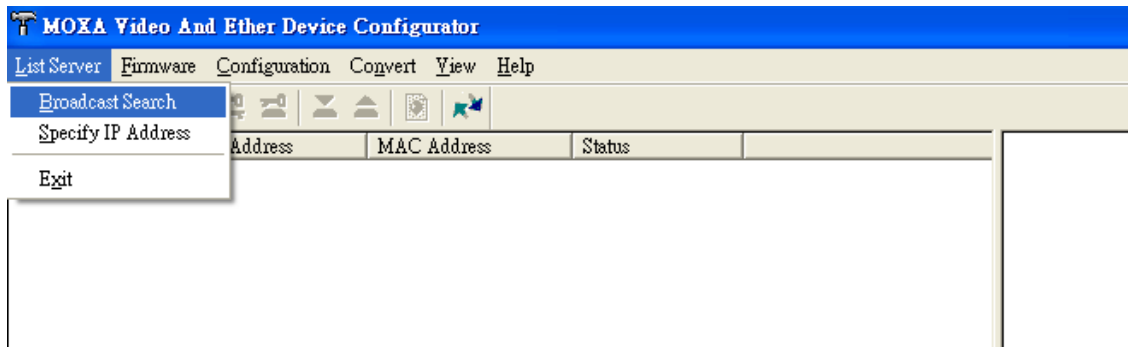 MOXA Video And Ether Device Configurator
List Server Firmware Configuration Convert View Help
Broadcast Search
Specify IP Address
Address MAC Address Status
Exit